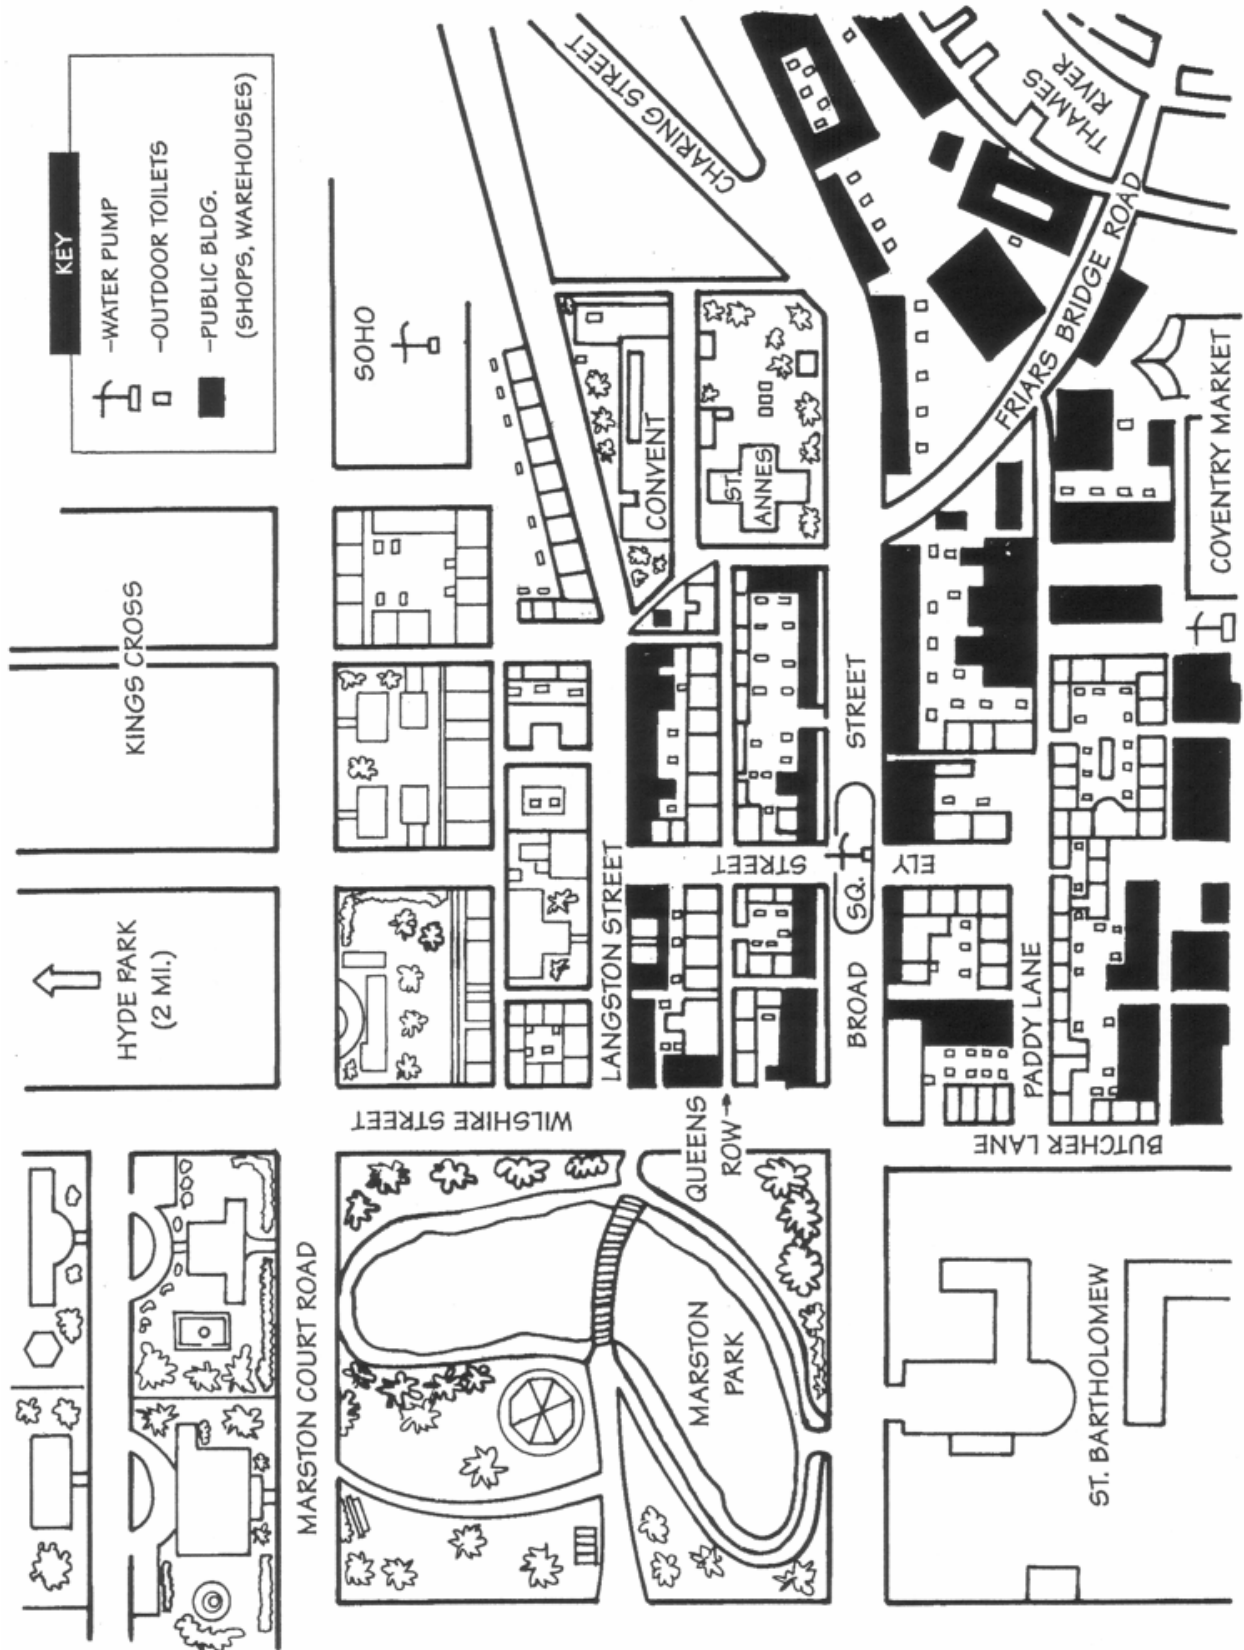 KEY
–WATER PUMP
–OUTDOOR TOILETS
–PUBLIC BLDG.
(SHOPS, WAREHOUSES)
HYDE PARK
(2 MI.)
KINGS CROSS
SOHO
MARSTON COURT ROAD
WILSHIRE STREET
LANGSTON STREET
CONVENT
ST.
ANNES
CHARING STREET
MARSTON
PARK
QUEENS
ROW→
BROAD
SQ.
STREET
STREET
ELY
FRIARS BRIDGE ROAD
THAMES
RIVER
PADDY LANE
BUTCHER LANE
ST. BARTHOLOMEW
COVENTRY MARKET